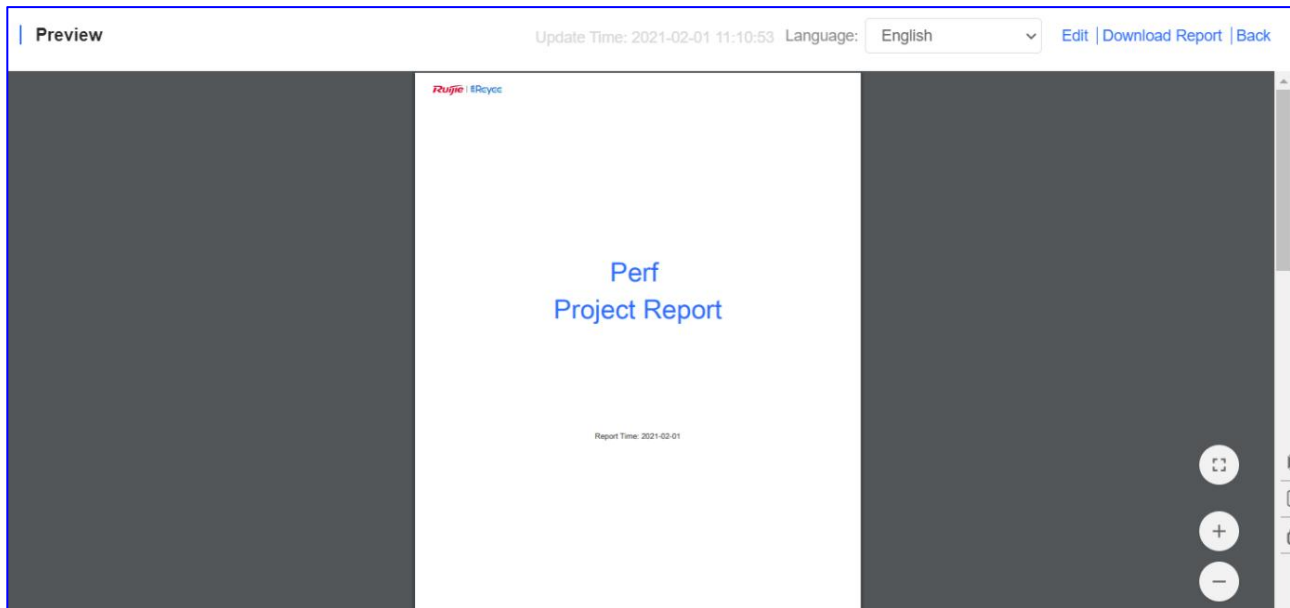 Preview
Update Time: 2021-02-01 11:10:53 Language: English Edit | Download Report | Back
Ruijie | Reyee
Perf
Project Report
Report Time: 2021-02-01